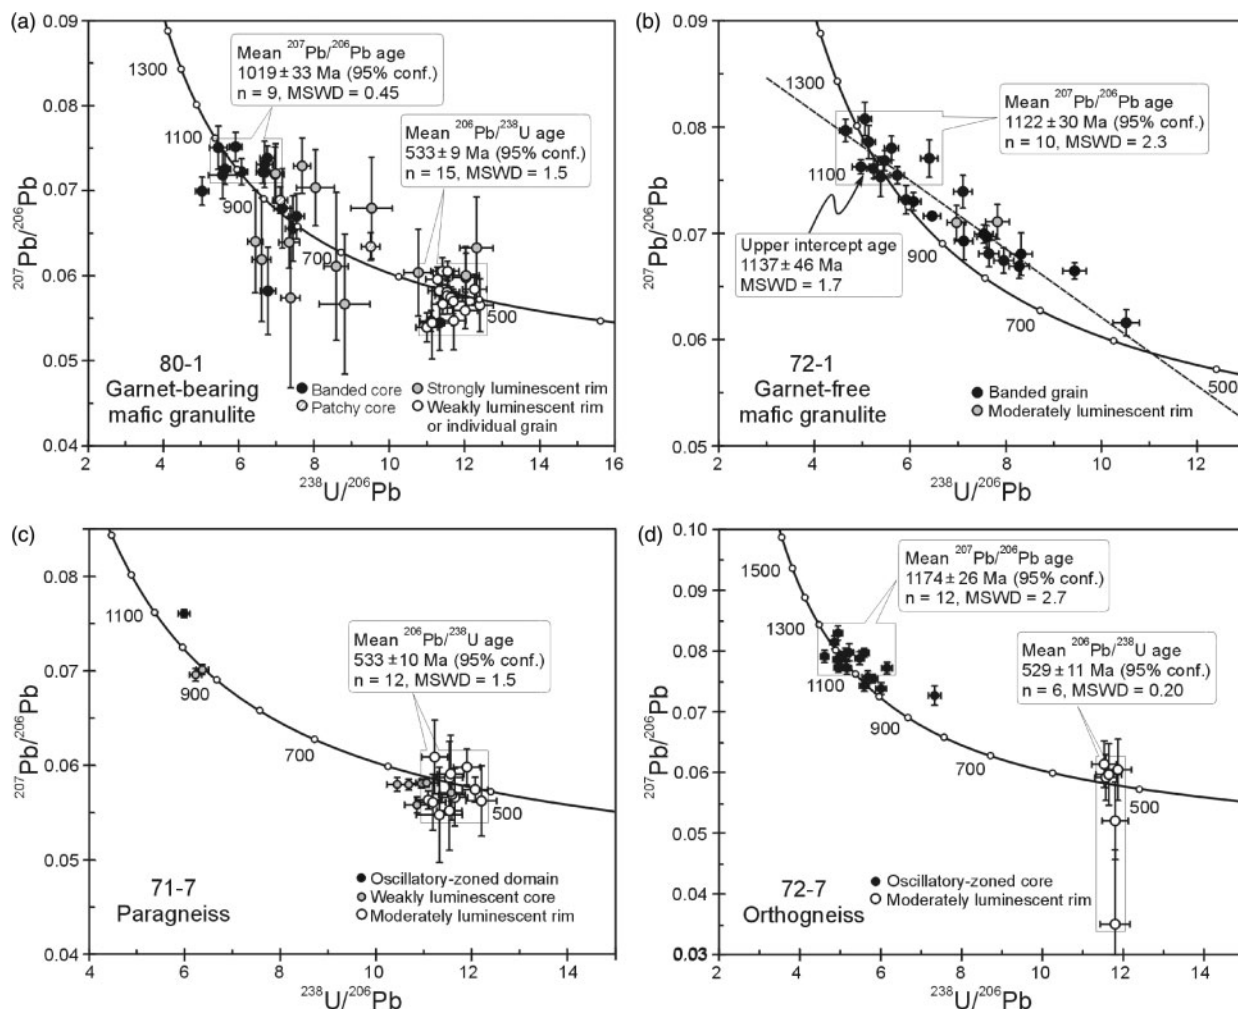 (a)
0.09
0.08
0.07
0.06
0.05
0.04
²⁰⁷Pb/²⁰⁶Pb
1300
1100
900
700
500
Mean ²⁰⁷Pb/²⁰⁶Pb age
1019 ± 33 Ma (95% conf.)
n = 9, MSWD = 0.45
Mean ²⁰⁶Pb/²³⁸U age
533 ± 9 Ma (95% conf.)
n = 15, MSWD = 1.5
80-1
Garnet-bearing
mafic granulite
Banded core
Patchy core
Strongly luminescent rim
Weakly luminescent rim
or individual grain
2 4 6 8 10 12 14 16
²³⁸U/²⁰⁶Pb
(b)
0.09
0.08
0.07
0.06
0.05
²⁰⁷Pb/²⁰⁶Pb
1300
1100
900
700
500
Mean ²⁰⁷Pb/²⁰⁶Pb age
1122 ± 30 Ma (95% conf.)
n = 10, MSWD = 2.3
Upper intercept age
1137 ± 46 Ma
MSWD = 1.7
72-1
Garnet-free
mafic granulite
Banded grain
Moderately luminescent rim
2 4 6 8 10 12
²³⁸U/²⁰⁶Pb
(c)
0.08
0.07
0.06
0.05
0.04
²⁰⁷Pb/²⁰⁶Pb
1100
900
700
500
Mean ²⁰⁶Pb/²³⁸U age
533 ± 10 Ma (95% conf.)
n = 12, MSWD = 1.5
71-7
Paragneiss
Oscillatory-zoned domain
Weakly luminescent core
Moderately luminescent rim
4 6 8 10 12 14
²³⁸U/²⁰⁶Pb
(d)
0.10
0.09
0.08
0.07
0.06
0.05
0.04
0.03
²⁰⁷Pb/²⁰⁶Pb
1500
1300
1100
900
700
500
Mean ²⁰⁷Pb/²⁰⁶Pb age
1174 ± 26 Ma (95% conf.)
n = 12, MSWD = 2.7
Mean ²⁰⁶Pb/²³⁸U age
529 ± 11 Ma (95% conf.)
n = 6, MSWD = 0.20
72-7
Orthogneiss
Oscillatory-zoned core
Moderately luminescent rim
2 4 6 8 10 12 14
²³⁸U/²⁰⁶Pb